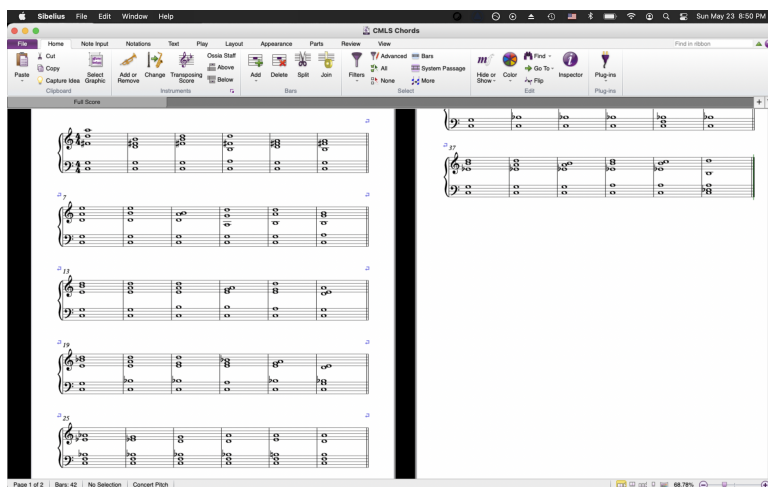 Sibelius File Edit Window Help Sun May 23 8:50 PM
CMLS Chords
File Home Note Input Notations Text Play Layout Appearance Parts Review View Find in ribbon
Paste Cut Copy Capture Idea Select Graphic Add or Remove Change Transposing Score Ossia Staff Above Below Add Delete Split Join Filters Advanced All None Bars System Passage More Hide or Show Color Find Go To Flip Inspector Plug-ins
Clipboard Instruments Bars Select Edit Plug-ins
Full Score
37
7
13
19
25
Page 1 of 2 Bars: 42 No Selection Concert Pitch 68.78%